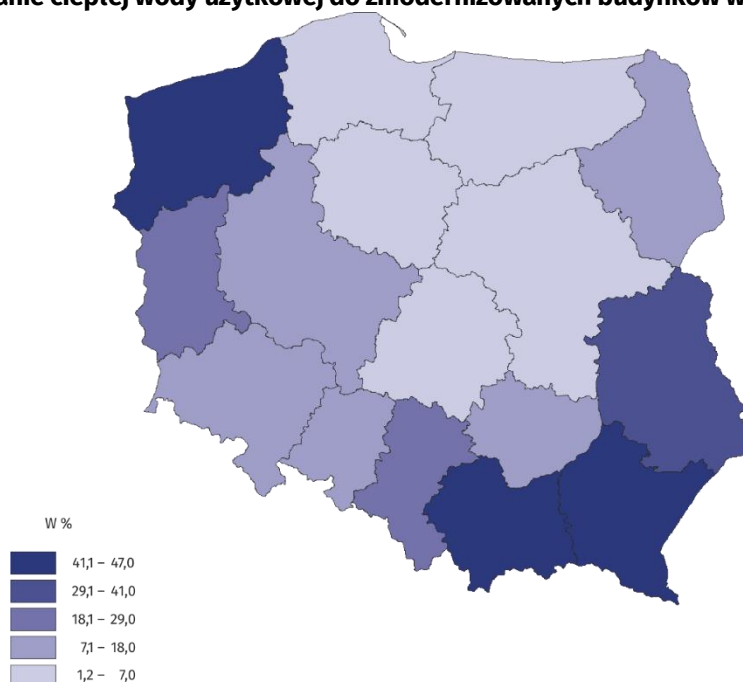 anie ciepłej wody użytkowej do zmodernizowanych budynków w
W %
41,1 – 47,0
29,1 – 41,0
18,1 – 29,0
7,1 – 18,0
1,2 – 7,0